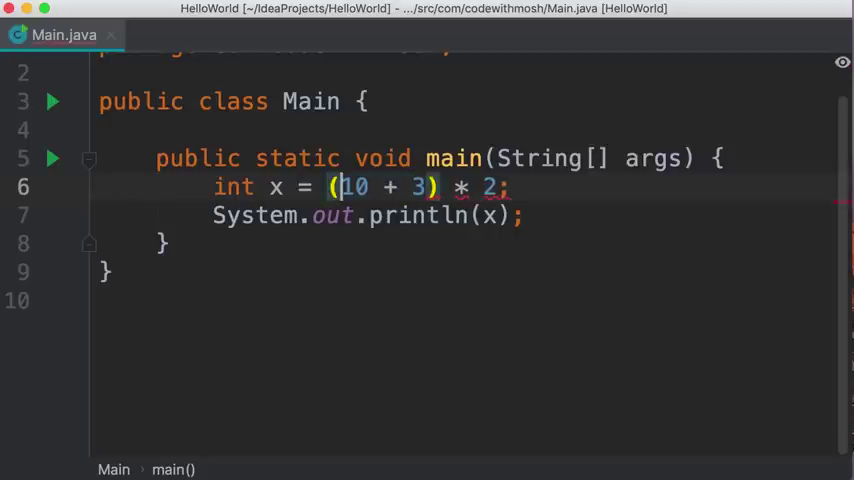 HelloWorld [~/IdeaProjects/HelloWorld] - .../src/com/codewithmosh/Main.java [HelloWorld]
Main.java
2
3 public class Main {
4
5 public static void main(String[] args) {
6 int x = (10 + 3) * 2;
7 System.out.println(x);
8 }
9 }
10
Main › main()